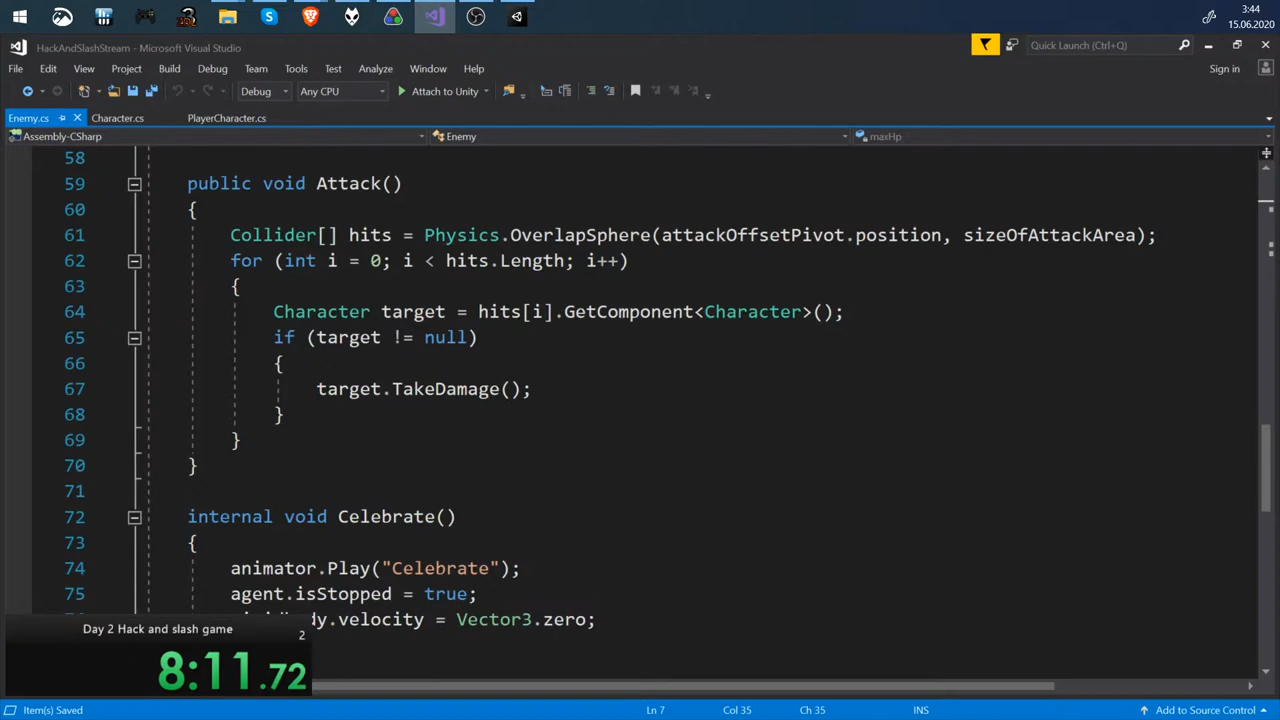 3:44
15.06.2020
HackAndSlashStream - Microsoft Visual Studio
Quick Launch (Ctrl+Q)
File Edit View Project Build Debug Team Tools Test Analyze Window Help
Sign in
Debug Any CPU Attach to Unity
Enemy.cs Character.cs PlayerCharacter.cs
Assembly-CSharp Enemy maxHp
58
59 public void Attack()
60 {
61 Collider[] hits = Physics.OverlapSphere(attackOffsetPivot.position, sizeOfAttackArea);
62 for (int i = 0; i < hits.Length; i++)
63 {
64 Character target = hits[i].GetComponent<Character>();
65 if (target != null)
66 {
67 target.TakeDamage();
68 }
69 }
70 }
71
72 internal void Celebrate()
73 {
74 animator.Play("Celebrate");
75 agent.isStopped = true;
dy.velocity = Vector3.zero;
Day 2 Hack and slash game
2
8:11.72
Item(s) Saved Ln 7 Col 35 Ch 35 INS Add to Source Control